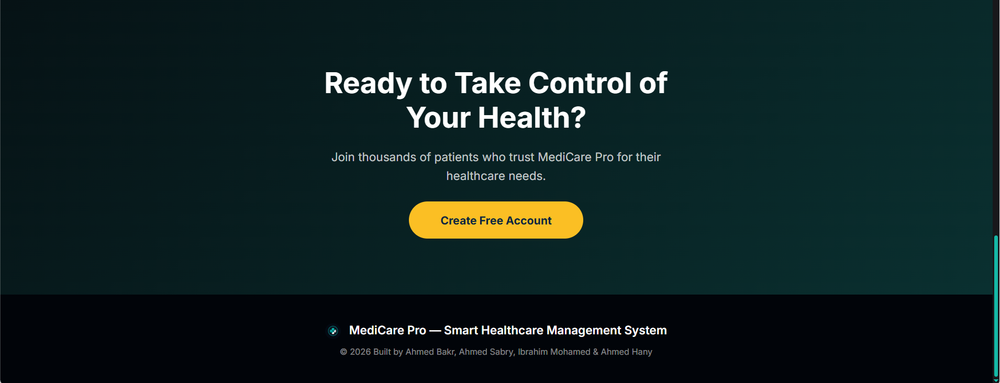 Ready to Take Control of
Your Health?
Join thousands of patients who trust MediCare Pro for their
healthcare needs.
Create Free Account
MediCare Pro — Smart Healthcare Management System
© 2026 Built by Ahmed Bakr, Ahmed Sabry, Ibrahim Mohamed & Ahmed Hany